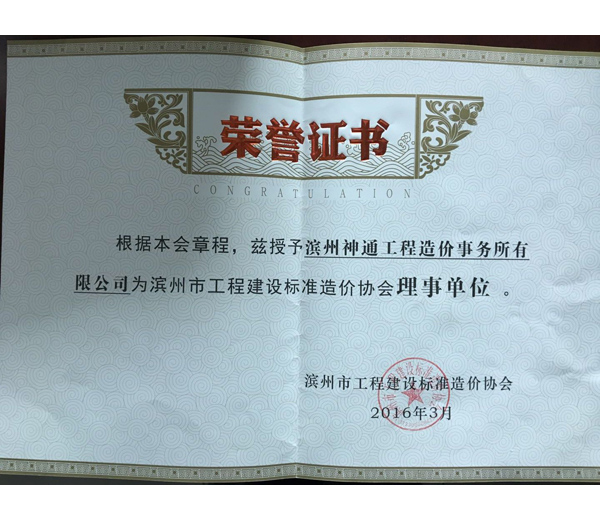 荣誉证书
CONGRATULATION
根据本会章程，兹授予滨州神通工程造价事务所有
限公司为滨州市工程建设标准造价协会理事单位 。
滨州市工程建设标准造价协会
2016年3月